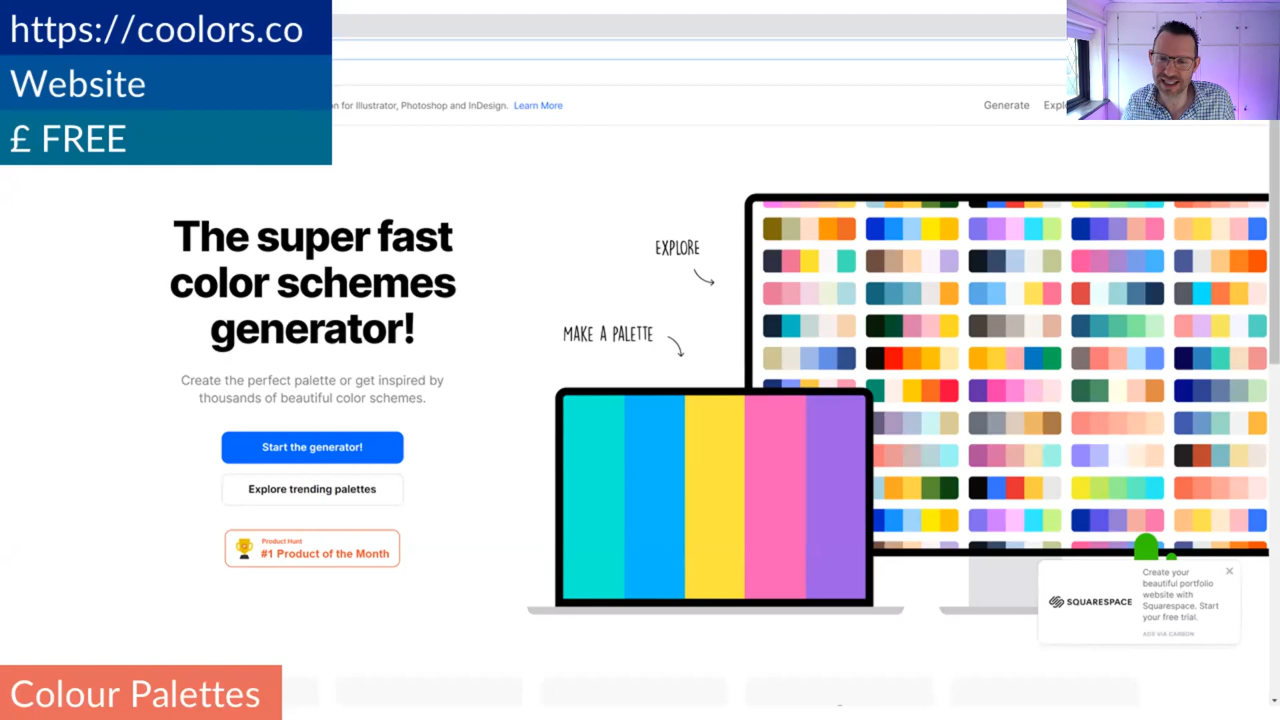 https://coolors.co
Website
£ FREE
for Illustrator, Photoshop and InDesign. Learn More
Generate
The super fast
color schemes
generator!
Create the perfect palette or get inspired by
thousands of beautiful color schemes.
Start the generator!
Explore trending palettes
Product Hunt
#1 Product of the Month
EXPLORE
MAKE A PALETTE
SQUARESPACE
Create your
beautiful portfolio
website with
Squarespace. Start
your free trial.
ADS VIA CARBON
Colour Palettes